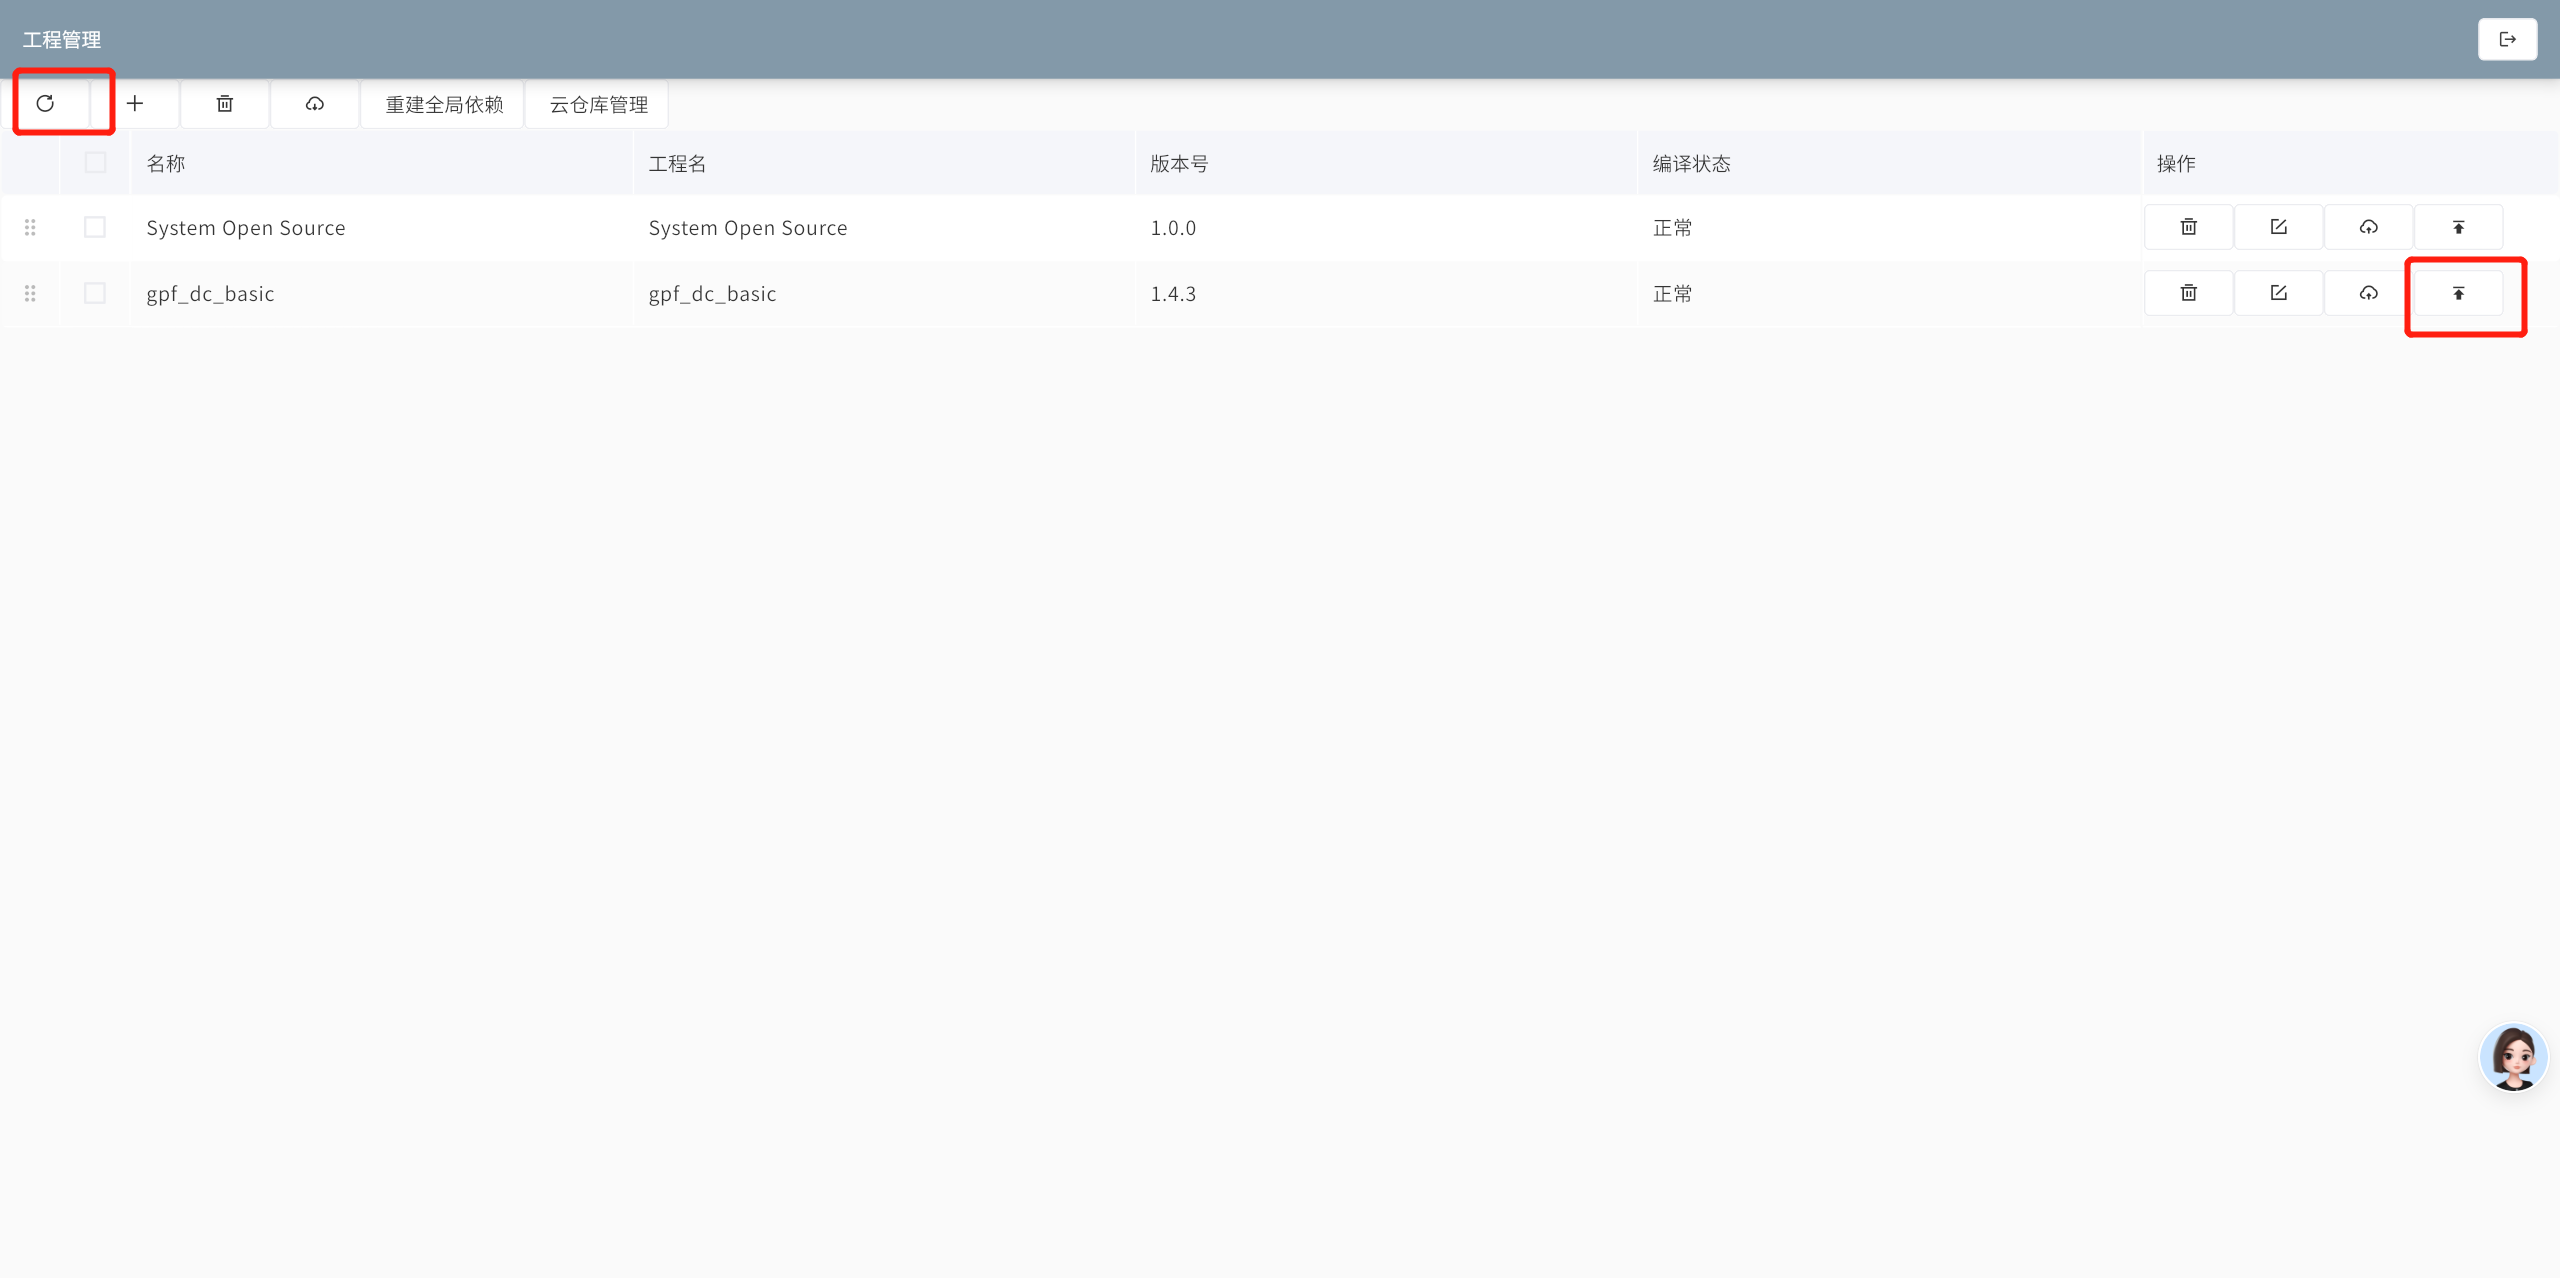 工程管理
重建全局依赖 云仓库管理
名称 工程名 版本号 编译状态 操作
System Open Source System Open Source 1.0.0 正常
gpf_dc_basic gpf_dc_basic 1.4.3 正常